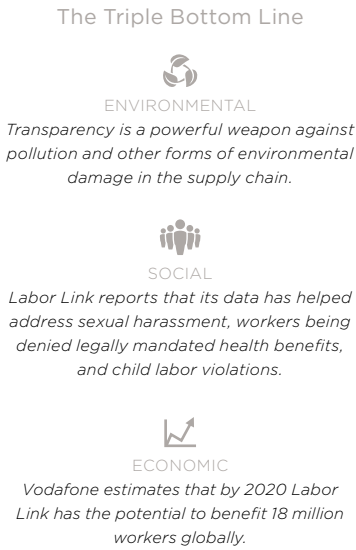 The Triple Bottom Line
ENVIRONMENTAL
Transparency is a powerful weapon against
pollution and other forms of environmental
damage in the supply chain.
SOCIAL
Labor Link reports that its data has helped
address sexual harassment, workers being
denied legally mandated health benefits,
and child labor violations.
ECONOMIC
Vodafone estimates that by 2020 Labor
Link has the potential to benefit 18 million
workers globally.